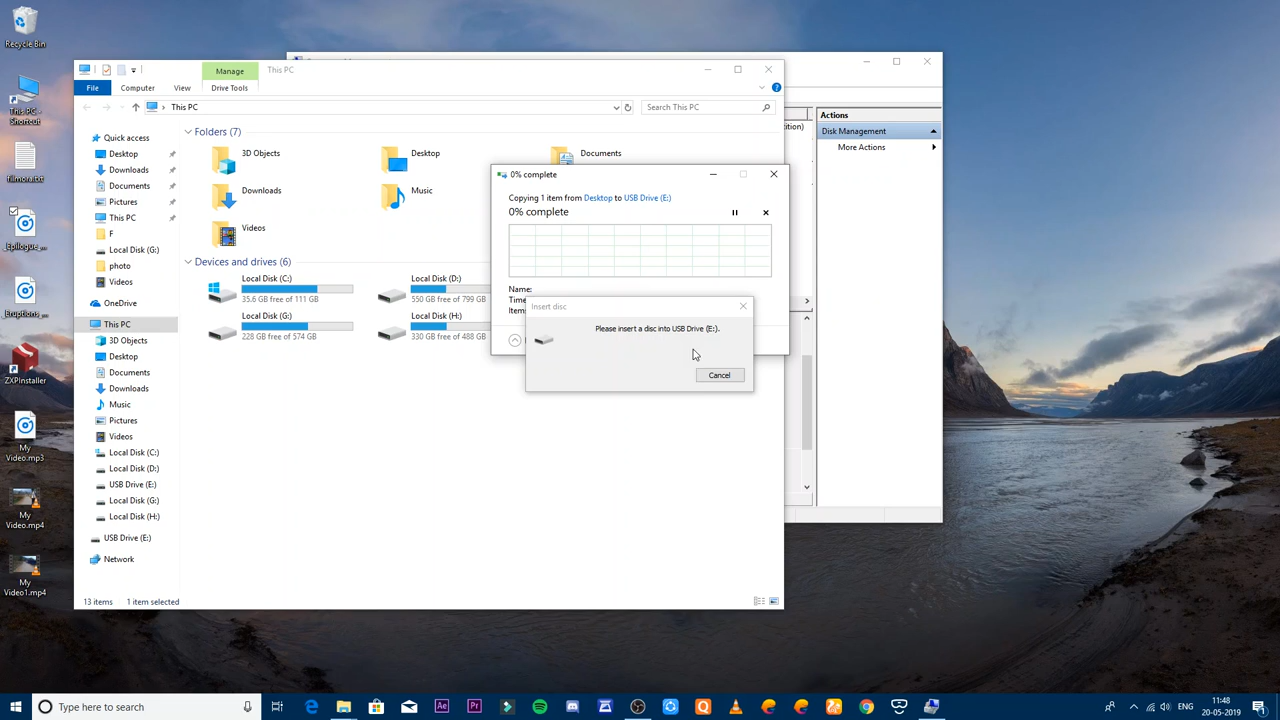 Recycle Bin
This PC -
Shortcut
filmora.txt
Epilogue_...
Eruptions_...
ZXPInstaller
My
Video.mp3
My
Video.mp4
My
Video1.mp4
Manage
This PC
File
Computer
View
Drive Tools
This PC
Search This PC
Quick access
Desktop
Downloads
Documents
Pictures
This PC
F
Local Disk (G:)
photo
Videos
OneDrive
This PC
3D Objects
Desktop
Documents
Downloads
Music
Pictures
Videos
Local Disk (C:)
Local Disk (D:)
USB Drive (E:)
Local Disk (G:)
Local Disk (H:)
USB Drive (E:)
Network
Folders (7)
3D Objects
Desktop
Documents
Downloads
Music
Videos
Devices and drives (6)
Local Disk (C:)
35.6 GB free of 111 GB
Local Disk (D:)
550 GB free of 799 GB
Local Disk (G:)
228 GB free of 574 GB
Local Disk (H:)
330 GB free of 488 GB
13 items
1 item selected
0% complete
Copying 1 item from Desktop to USB Drive (E:)
0% complete
Name:
Time
Items
Insert disc
Please insert a disc into USB Drive (E:).
Cancel
Actions
Disk Management
More Actions
Type here to search
11:48
20-05-2019